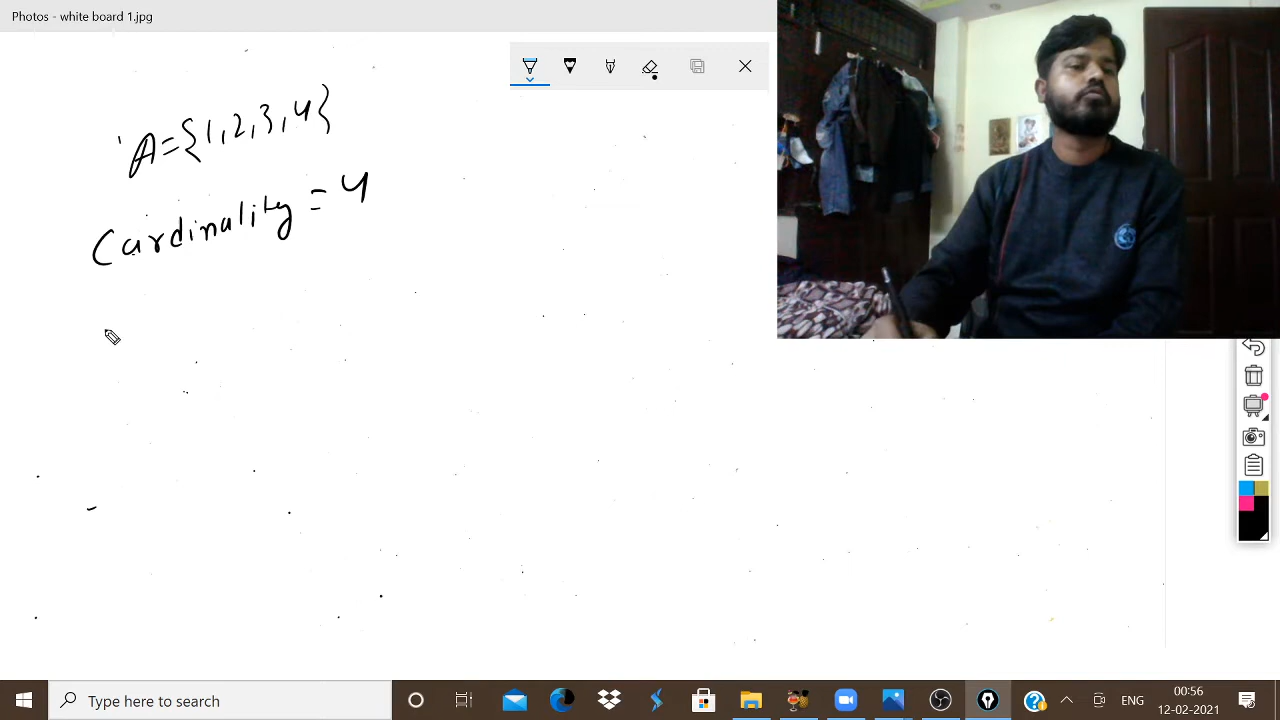 Photos - white board 1.jpg
A={1,2,3,4}
Cardinality = 4
Type here to search
ENG
00:56
12-02-2021